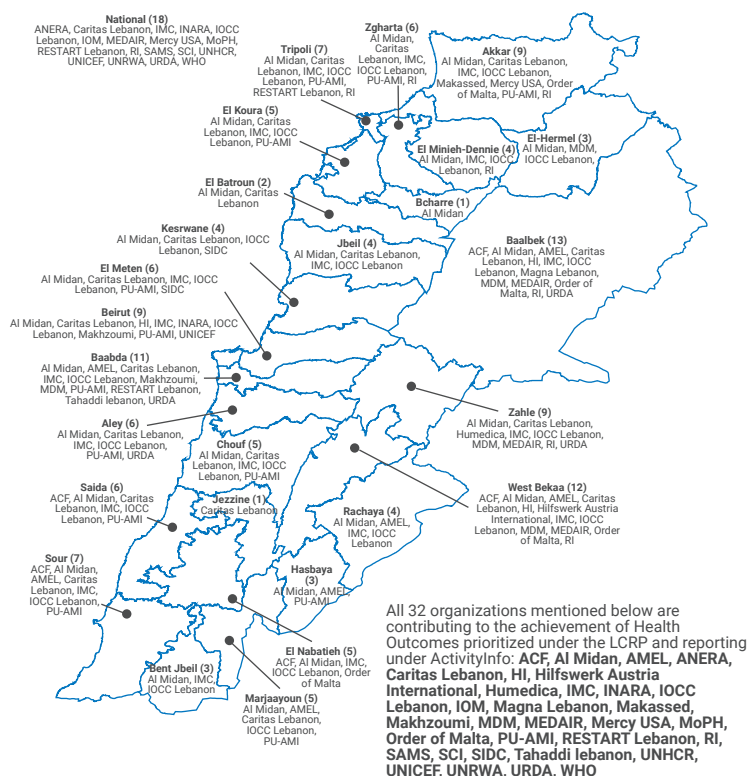 National (18)
ANERA, Caritas Lebanon, IMC, INARA, IOCC
Lebanon, IOM, MEDAIR, Mercy USA, MoPH,
RESTART Lebanon, RI, SAMS, SCI, UNHCR,
UNICEF, UNRWA, URDA, WHO
Zgharta (6)
Al Midan,
Caritas
Lebanon, IMC,
IOCC Lebanon,
PU-AMI, RI
Tripoli (7)
Al Midan, Caritas
Lebanon, IMC, IOCC
Lebanon, PU-AMI,
RESTART Lebanon, RI
Akkar (9)
Al Midan, Caritas Lebanon,
IMC, IOCC Lebanon,
Makassed, Mercy USA, Order
of Malta, PU-AMI, RI
El Koura (5)
Al Midan, Caritas
Lebanon, IMC, IOCC
Lebanon, PU-AMI
El Minieh-Dennie (4)
Al Midan, IMC, IOCC
Lebanon, RI
El-Hermel (3)
Al Midan, MDM,
IOCC Lebanon,
El Batroun (2)
Al Midan, Caritas
Lebanon
Bcharre (1)
Al Midan
Kesrwane (4)
Al Midan, Caritas Lebanon, IOCC
Lebanon, SIDC
Jbeil (4)
Al Midan, Caritas Lebanon,
IMC, IOCC Lebanon
Baalbek (13)
ACF, Al Midan, AMEL, Caritas
Lebanon, HI, IMC, IOCC
Lebanon, Magna Lebanon,
MDM, MEDAIR, Order of
Malta, RI, URDA
El Meten (6)
Al Midan, Caritas Lebanon, IMC, IOCC
Lebanon, PU-AMI, SIDC
Beirut (9)
Al Midan, Caritas Lebanon, HI, IMC, INARA, IOCC
Lebanon, Makhzoumi, PU-AMI, UNICEF
Baabda (11)
Al Midan, AMEL, Caritas Lebanon,
IMC, IOCC Lebanon, Makhzoumi,
MDM, PU-AMI, RESTART Lebanon,
Tahaddi lebanon, URDA
Zahle (9)
Al Midan, Caritas Lebanon,
Humedica, IMC, IOCC Lebanon,
MDM, MEDAIR, RI, URDA
Aley (6)
Al Midan, Caritas Lebanon,
IMC, IOCC Lebanon,
PU-AMI, URDA
Chouf (5)
Al Midan, Caritas
Lebanon, IMC, IOCC
Lebanon, PU-AMI
West Bekaa (12)
ACF, Al Midan, AMEL, Caritas
Lebanon, HI, Hilfswerk Austria
International, IMC, IOCC
Lebanon, MDM, MEDAIR, Order
of Malta, RI
Saida (6)
ACF, Al Midan, Caritas
Lebanon, IMC, IOCC
Lebanon, PU-AMI
Jezzine (1)
Caritas Lebanon
Rachaya (4)
Al Midan, AMEL,
IMC, IOCC
Lebanon
Sour (7)
ACF, Al Midan,
AMEL, Caritas
Lebanon, IMC,
IOCC Lebanon,
PU-AMI
Hasbaya
(3)
Al Midan, AMEL,
PU-AMI
El Nabatieh (5)
ACF, Al Midan, IMC,
IOCC Lebanon, Order
of Malta
Bent Jbeil (3)
Al Midan, IMC,
IOCC Lebanon
Marjaayoun (5)
Al Midan, AMEL,
Caritas Lebanon,
IOCC Lebanon,
PU-AMI
All 32 organizations mentioned below are
contributing to the achievement of Health
Outcomes prioritized under the LCRP and reporting
under ActivityInfo: ACF, Al Midan, AMEL, ANERA,
Caritas Lebanon, HI, Hilfswerk Austria
International, Humedica, IMC, INARA, IOCC
Lebanon, IOM, Magna Lebanon, Makassed,
Makhzoumi, MDM, MEDAIR, Mercy USA, MoPH,
Order of Malta, PU-AMI, RESTART Lebanon, RI,
SAMS, SCI, SIDC, Tahaddi lebanon, UNHCR,
UNICEF, UNRWA, URDA, WHO